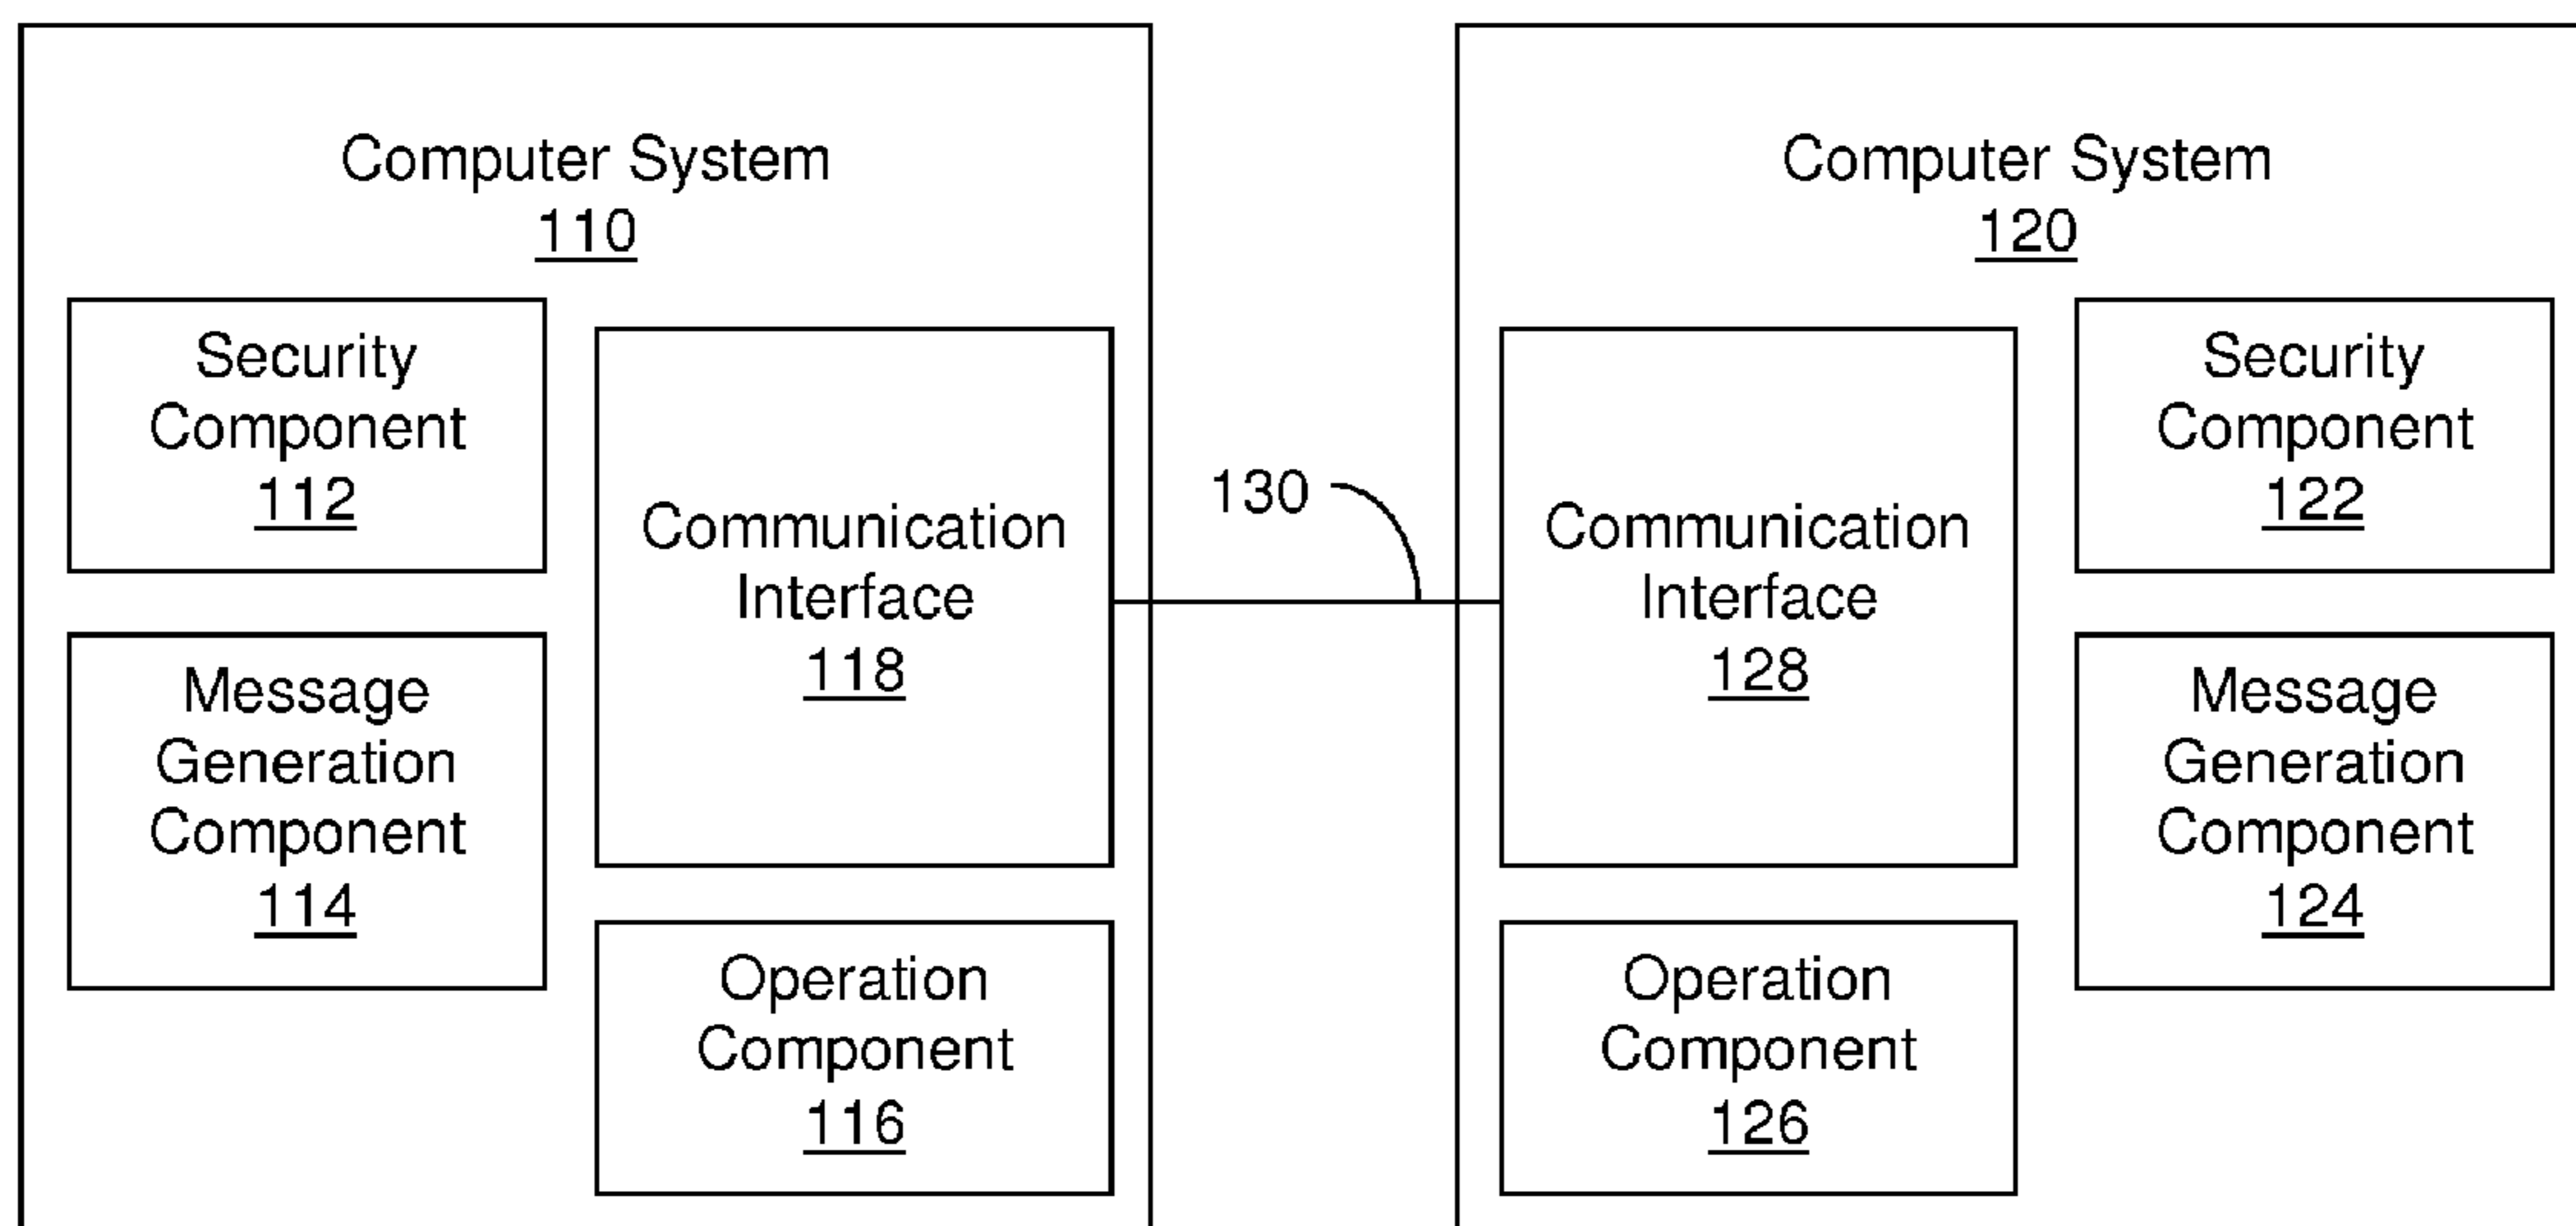 Computer System
110
Security
Component
112
Message
Generation
Component
114
Communication
Interface
118
Operation
Component
116
130
Computer System
120
Communication
Interface
128
Operation
Component
126
Security
Component
122
Message
Generation
Component
124